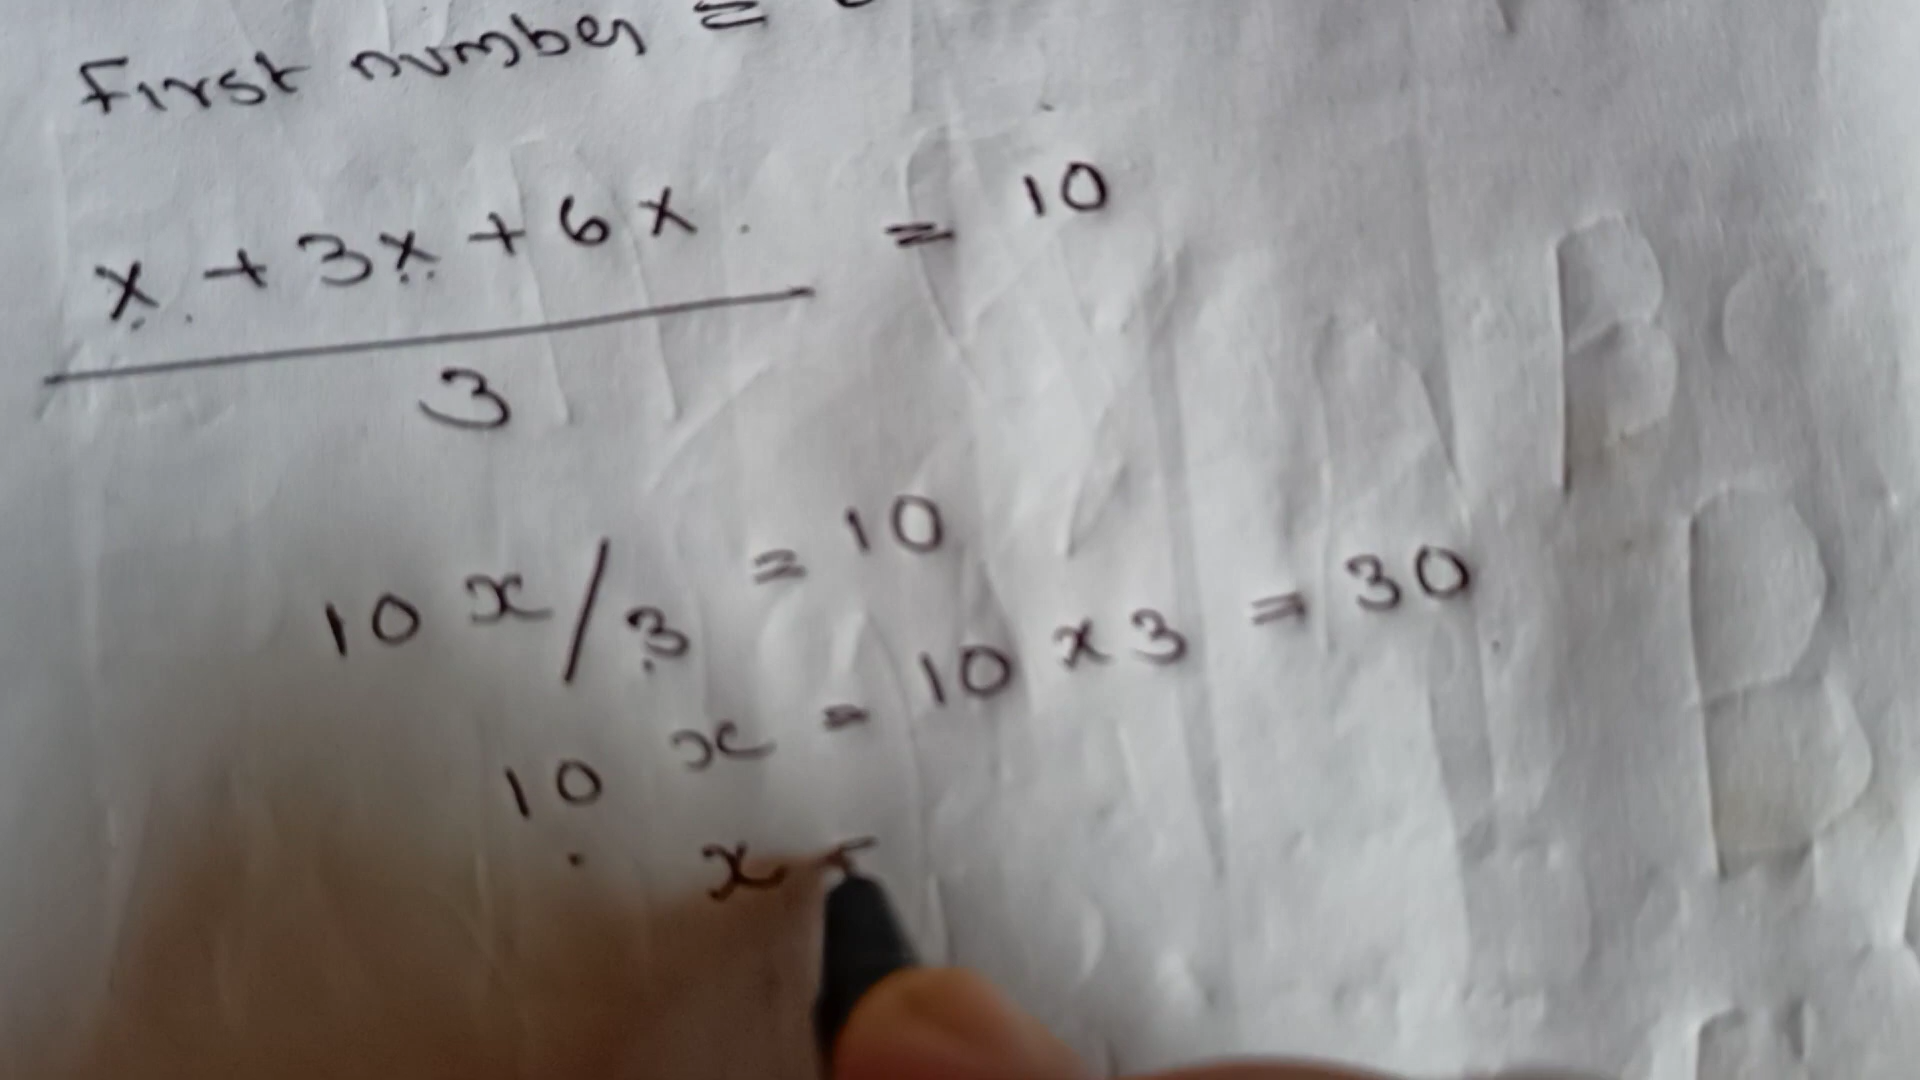 First number =
x + 3x + 6x = 10
3
10x/3 = 10
10x = 10 x 3 = 30
x =